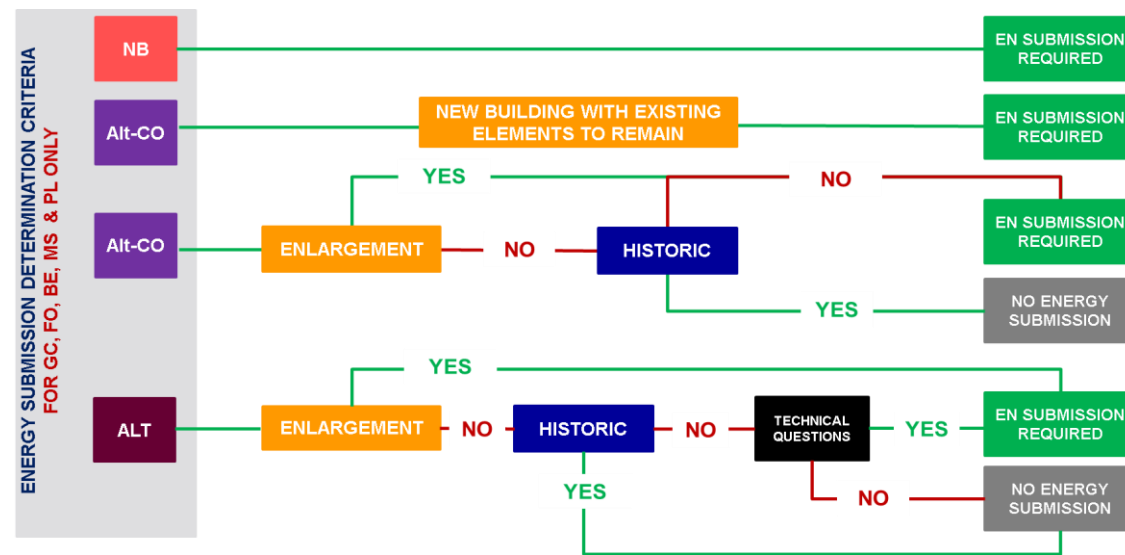 ENERGY SUBMISSION DETERMINATION CRITERIA
FOR GC, FO, BE, MS & PL ONLY
NB
EN SUBMISSION
REQUIRED
Alt-CO
NEW BUILDING WITH EXISTING
ELEMENTS TO REMAIN
EN SUBMISSION
REQUIRED
YES
NO
Alt-CO
ENLARGEMENT
NO
HISTORIC
EN SUBMISSION
REQUIRED
YES
NO ENERGY
SUBMISSION
YES
ALT
ENLARGEMENT
NO
HISTORIC
NO
TECHNICAL
QUESTIONS
YES
EN SUBMISSION
REQUIRED
YES
NO
NO ENERGY
SUBMISSION